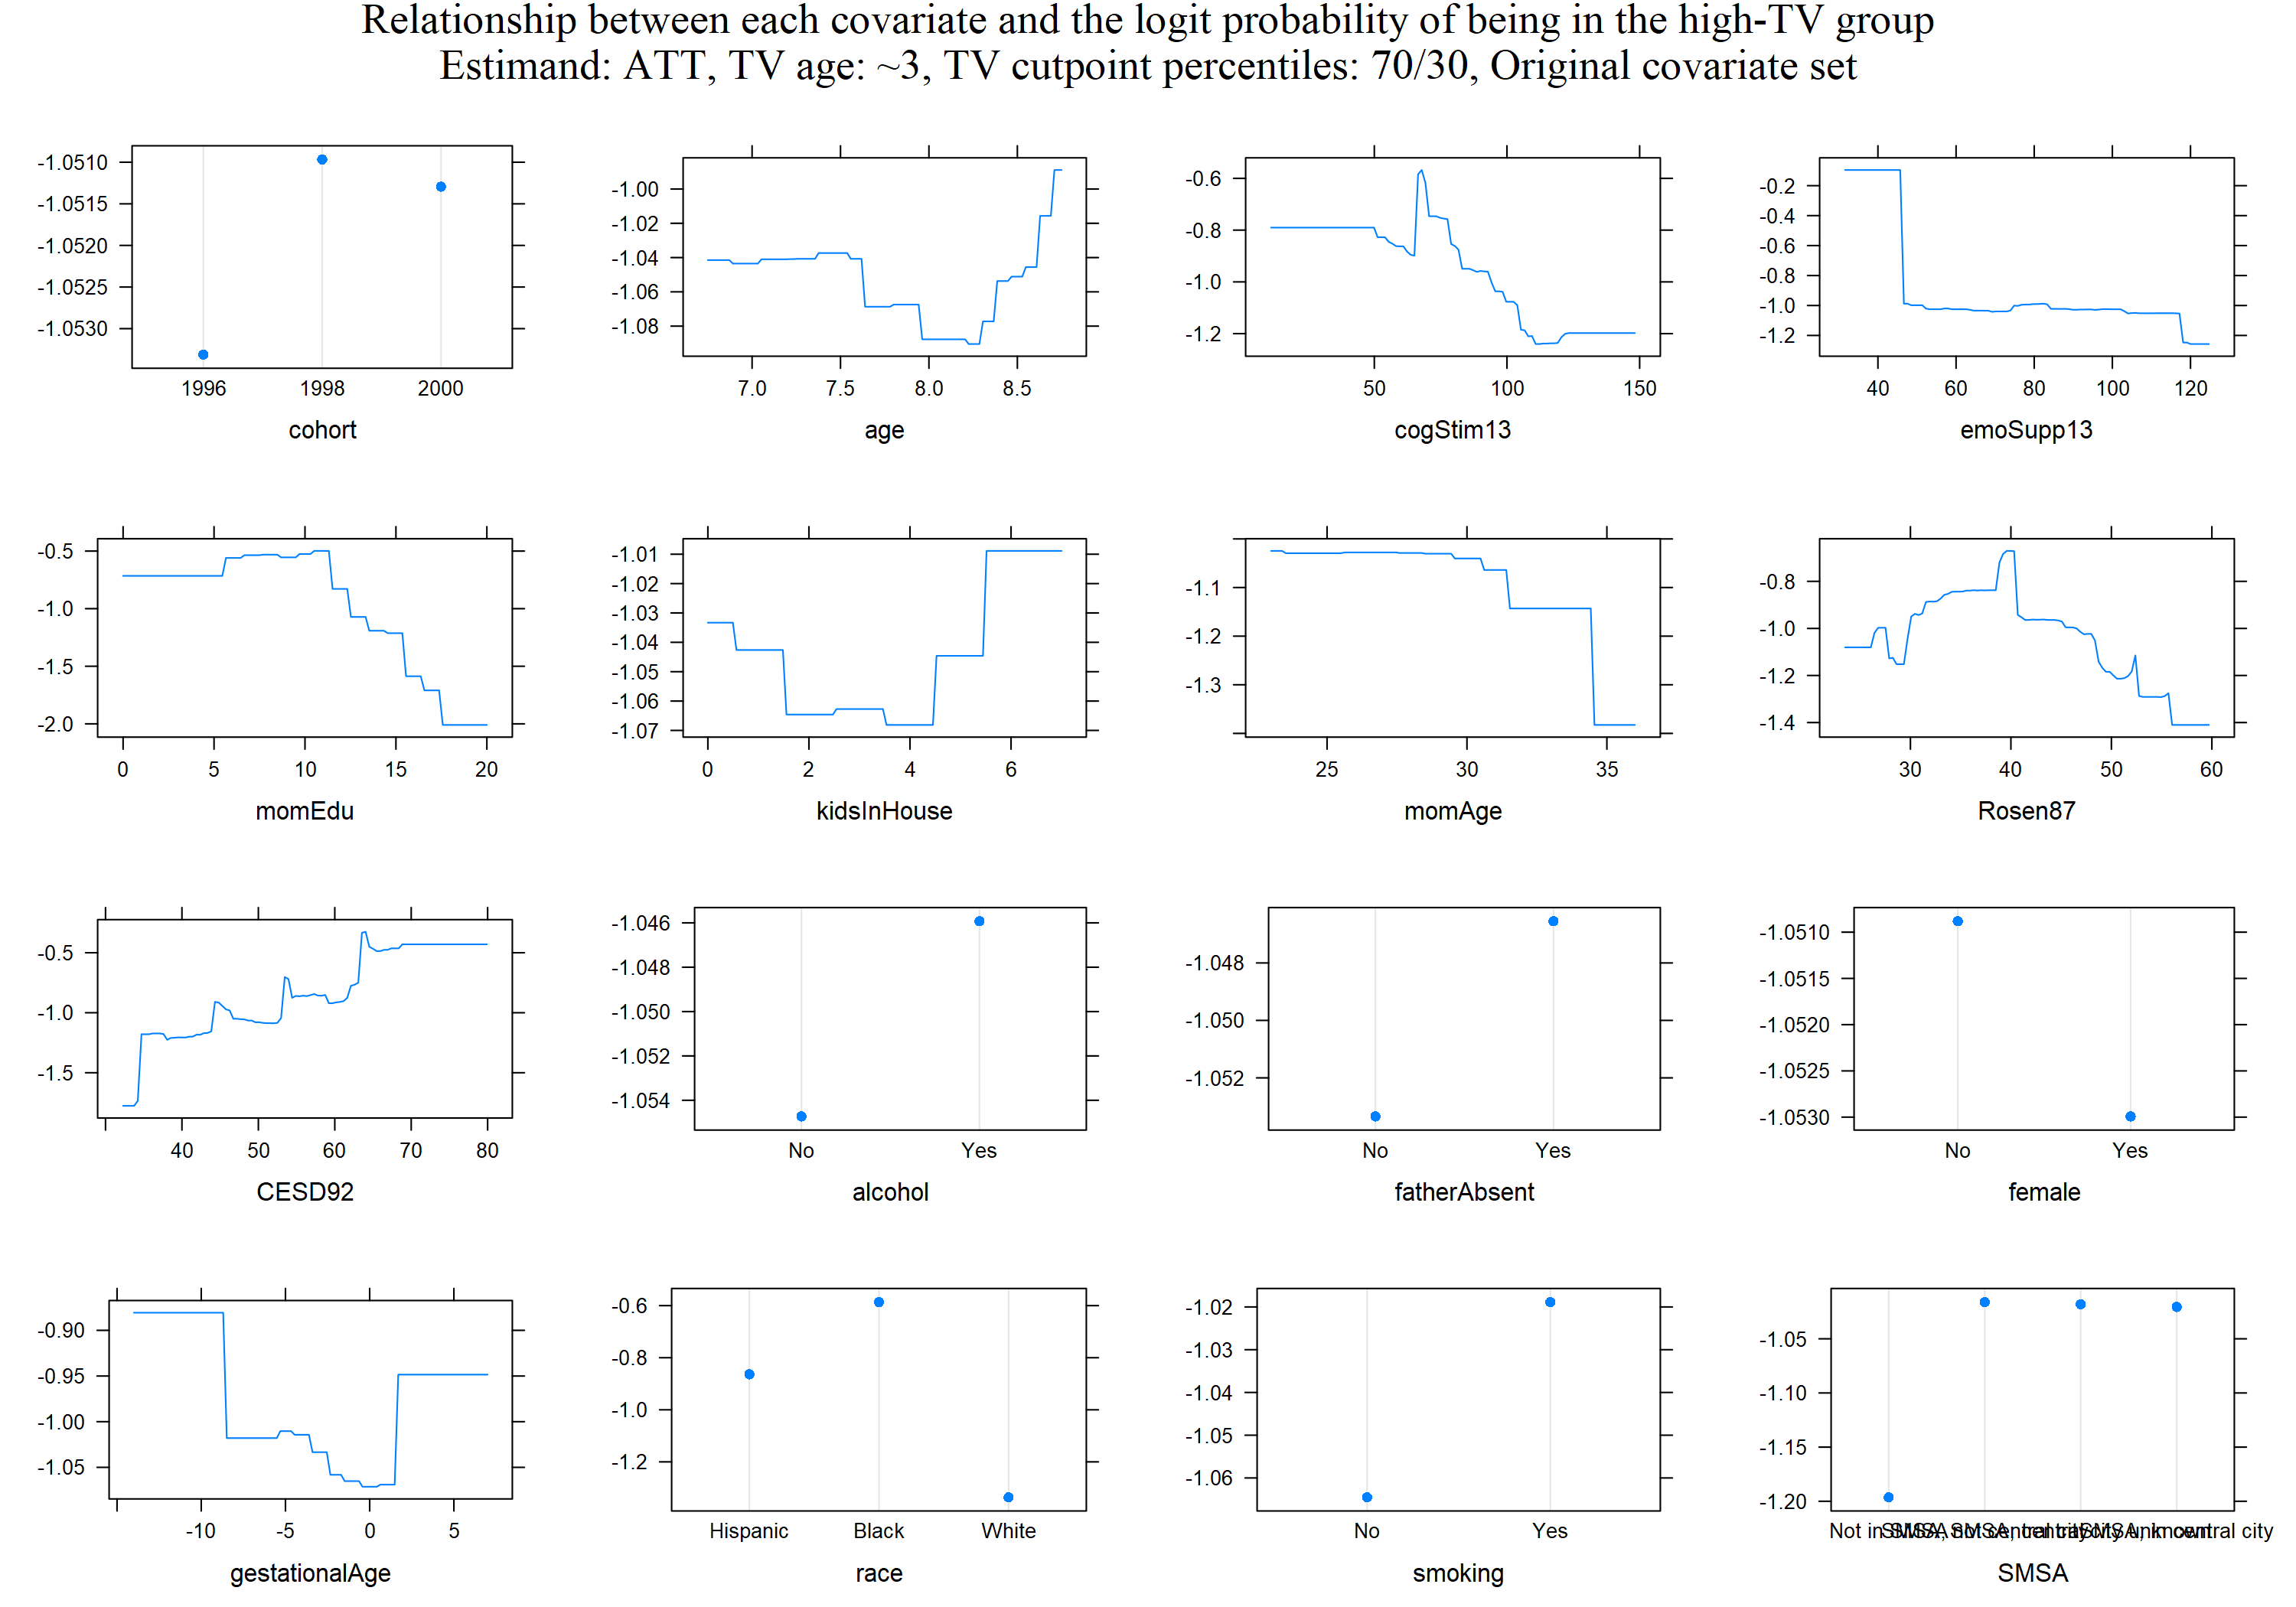 Relationship between each covariate and the logit probability of being in the high-TV group
Estimand: ATT, TV age: ~3, TV cutpoint percentiles: 70/30, Original covariate set
-1.0510
-1.0515
-1.0520
-1.0525
-1.0530
1996 1998 2000
cohort
-1.00
-1.02
-1.04
-1.06
-1.08
7.0 7.5 8.0 8.5
age
-0.6
-0.8
-1.0
-1.2
50 100 150
cogStim13
-0.2
-0.4
-0.6
-0.8
-1.0
-1.2
40 60 80 100 120
emoSupp13
-0.5
-1.0
-1.5
-2.0
0 5 10 15 20
momEdu
-1.01
-1.02
-1.03
-1.04
-1.05
-1.06
-1.07
0 2 4 6
kidsInHouse
-1.1
-1.2
-1.3
25 30 35
momAge
-0.8
-1.0
-1.2
-1.4
30 40 50 60
Rosen87
-0.5
-1.0
-1.5
40 50 60 70 80
CESD92
-1.046
-1.048
-1.050
-1.052
-1.054
No Yes
alcohol
-1.048
-1.050
-1.052
No Yes
fatherAbsent
-1.0510
-1.0515
-1.0520
-1.0525
-1.0530
No Yes
female
-0.90
-0.95
-1.00
-1.05
-10 -5 0 5
gestationalAge
-0.6
-0.8
-1.0
-1.2
Hispanic Black White
race
-1.02
-1.03
-1.04
-1.05
-1.06
No Yes
smoking
-1.05
-1.10
-1.15
-1.20
Not in
SMSA